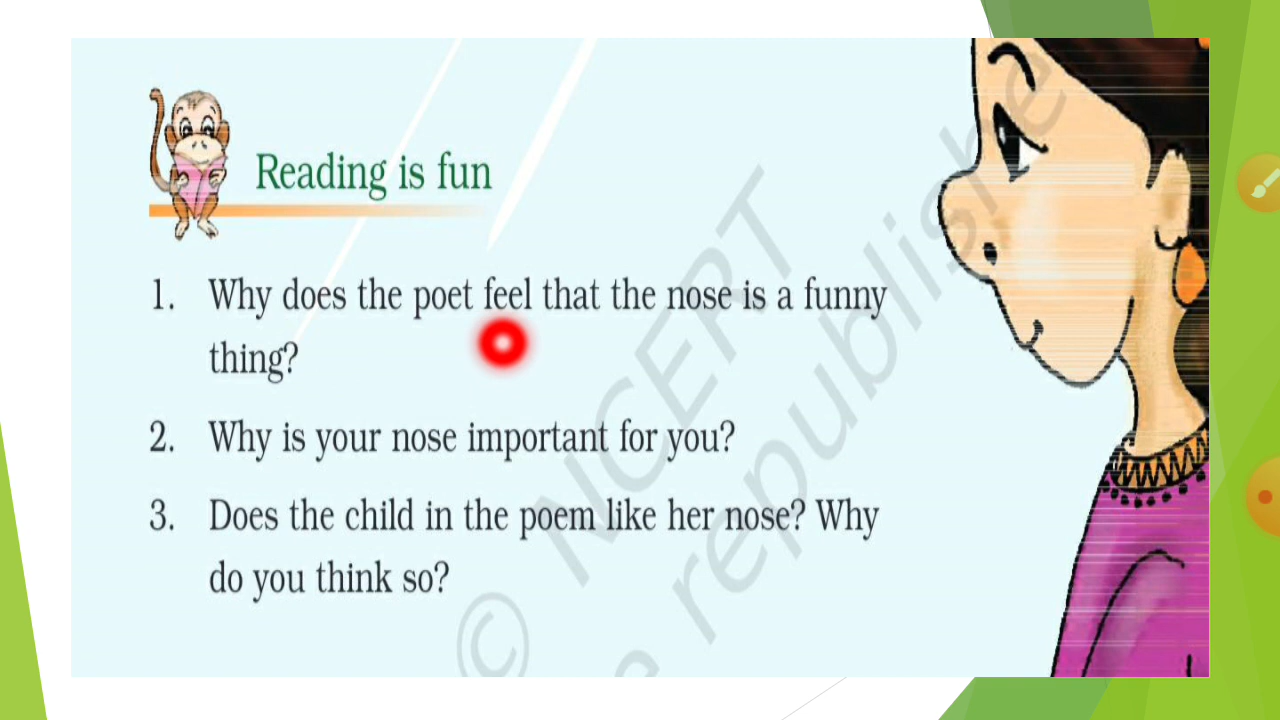 Reading is fun
1. Why does the poet feel that the nose is a funny
thing?
2. Why is your nose important for you?
3. Does the child in the poem like her nose? Why
do you think so?
© NCERT
republishe